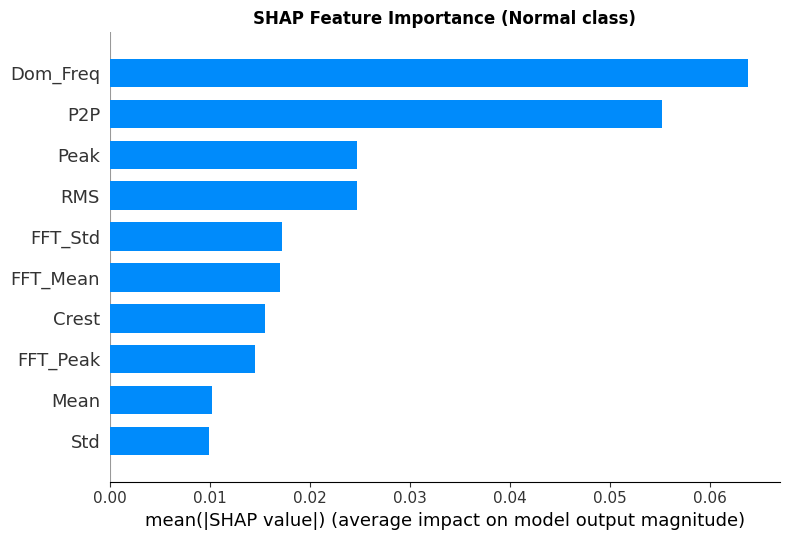 SHAP Feature Importance (Normal class)
Dom_Freq
P2P
Peak
RMS
FFT_Std
FFT_Mean
Crest
FFT_Peak
Mean
Std
0.00 0.01 0.02 0.03 0.04 0.05 0.06
mean(|SHAP value|) (average impact on model output magnitude)